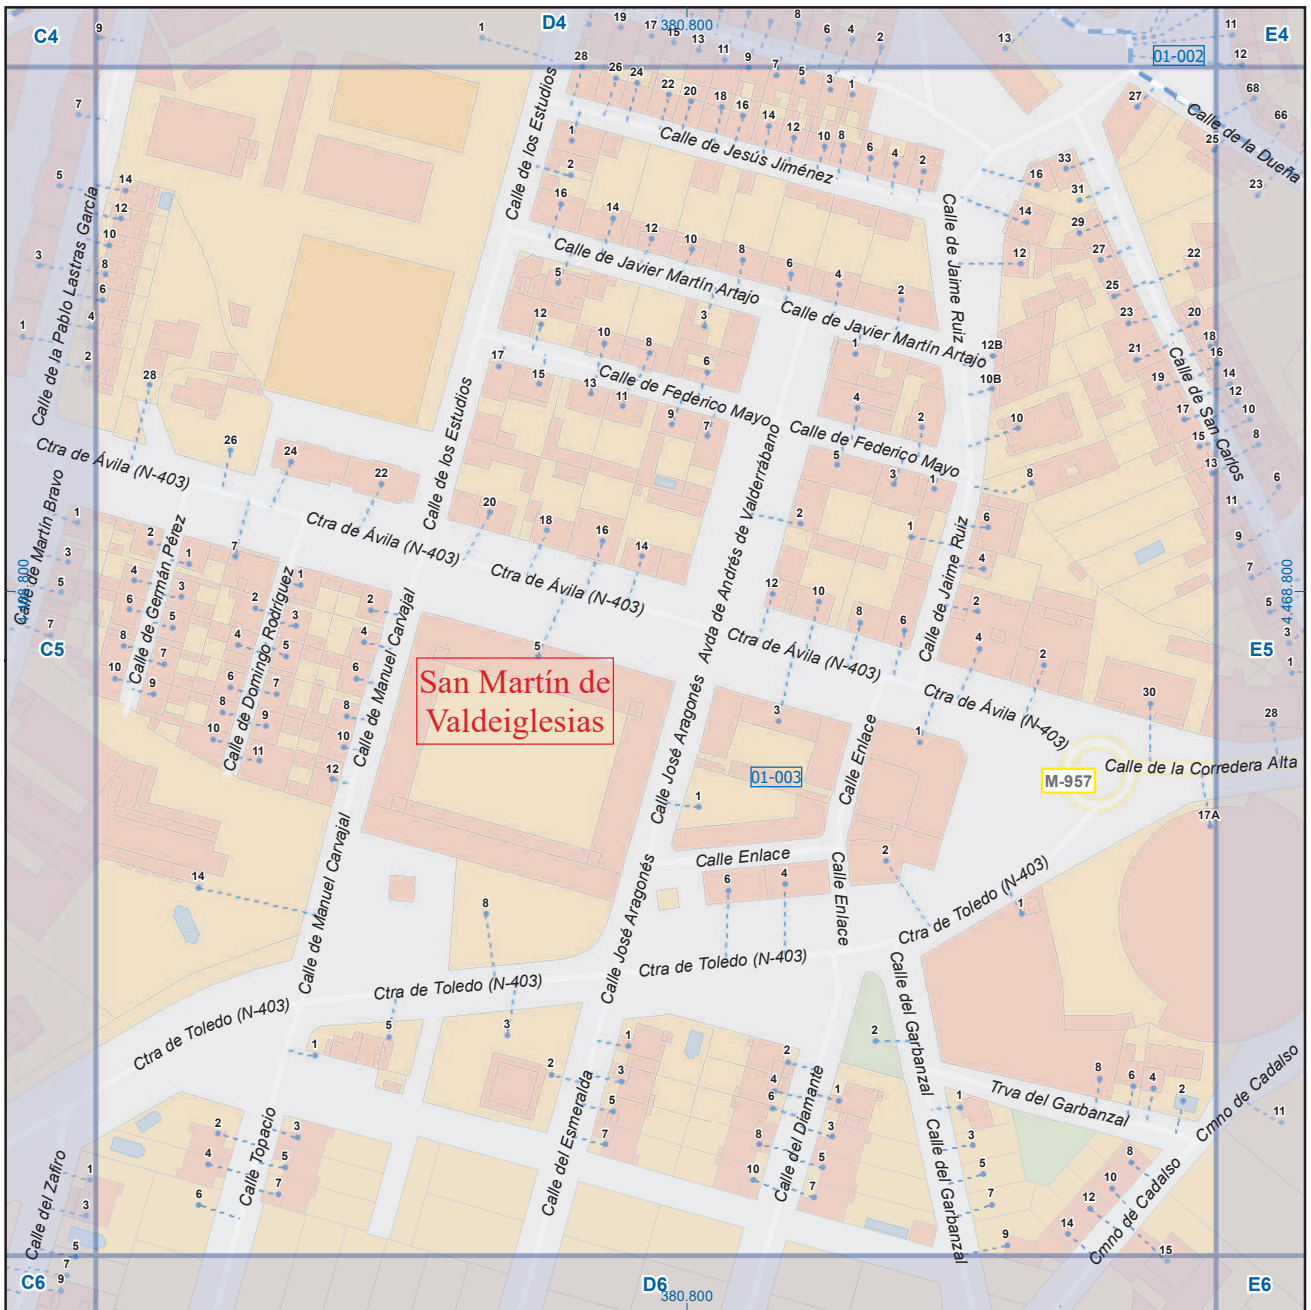 C4
D4
E4
380.800
01-002
Calle de la Dueña
Calle de los Estudios
Calle de Jesús Jiménez
Calle de Jaime Ruiz
Calle de la Pablo Lastras García
Calle de Javier Martín Artajo
Calle de Javier Martín Artajo
Calle de San Carlos
Calle de Federico Mayo
Calle de Federico Mayo
Calle de los Estudios
Avda de Andrés de Valderrábano
Ctra de Ávila (N-403)
Ctra de Ávila (N-403)
Ctra de Ávila (N-403)
Ctra de Ávila (N-403)
Ctra de Ávila (N-403)
Calle de Martín Bravo
Calle de Germán Pérez
Calle de Domingo Rodríguez
Calle de Manuel Carvajal
Calle de Jaime Ruiz
4.468.800
C5
E5
San Martín de
Valdeiglesias
01-003
M-957
Calle José Aragonés
Calle Enlace
Calle de la Corredera Alta
Calle de Manuel Carvajal
Calle José Aragonés
Calle Enlace
Calle Enlace
Ctra de Toledo (N-403)
Ctra de Toledo (N-403)
Ctra de Toledo (N-403)
Ctra de Toledo (N-403)
Calle del Garbanzal
Calle del Garbanzal
Trva del Garbanzal
Cmno de Cadalso
Cmno de Cadalso
Calle Topacio
Calle del Esmeralda
Calle del Diamante
Calle del Zafiro
C6
D6
E6
380.800